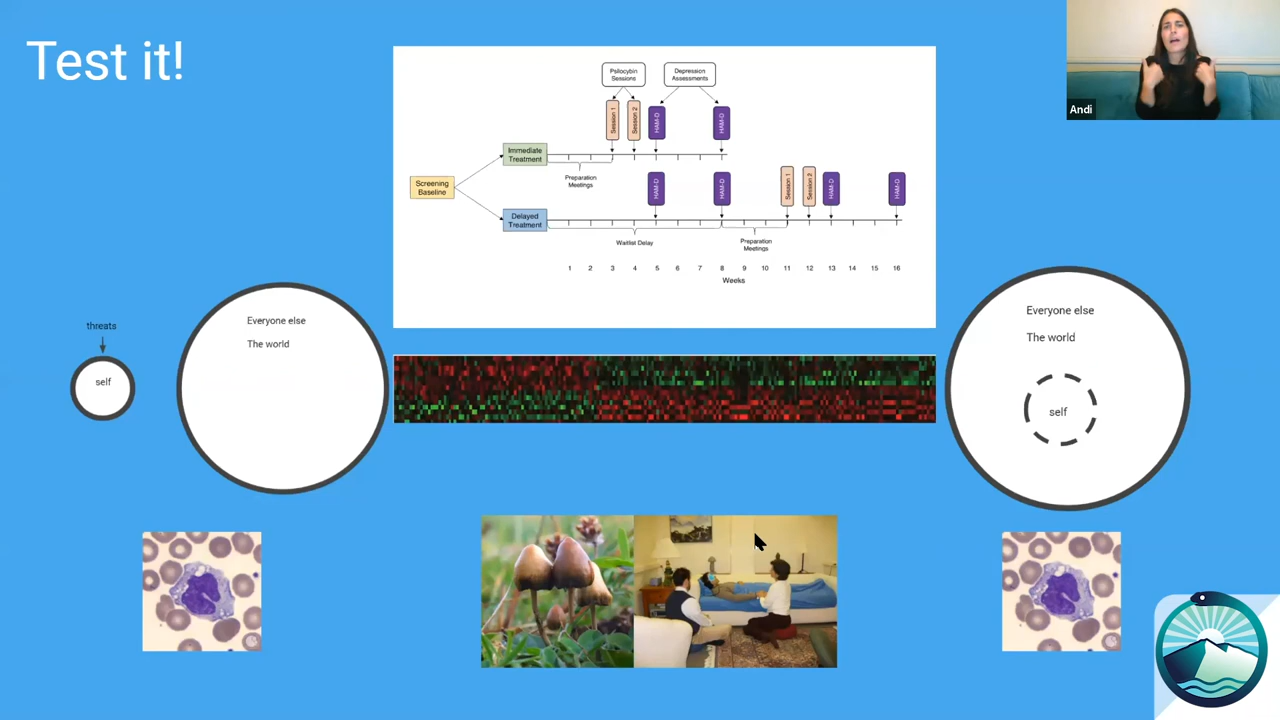 Test it!
Andi
Psilocybin
Sessions
Depression
Assessments
Session 1
Session 2
HAM-D
HAM-D
Immediate
Treatment
Preparation
Meetings
Screening
Baseline
HAM-D
HAM-D
Session 1
Session 2
HAM-D
HAM-D
Delayed
Treatment
Waitlist Delay
Preparation
Meetings
1 2 3 4 5 6 7 8 9 10 11 12 13 14 15 16
Weeks
threats
self
Everyone else
The world
Everyone else
The world
self